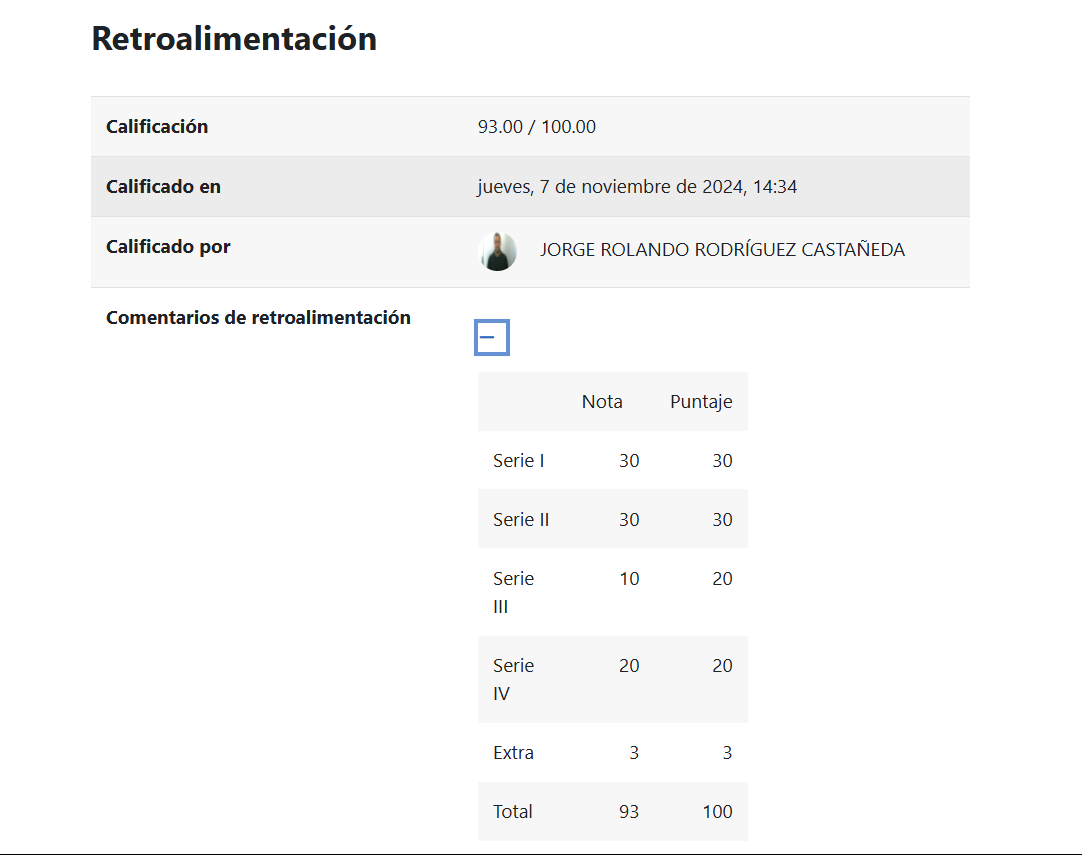 Retroalimentación
Calificación 93.00 / 100.00
Calificado en jueves, 7 de noviembre de 2024, 14:34
Calificado por JORGE ROLANDO RODRÍGUEZ CASTAÑEDA
Comentarios de retroalimentación
Nota Puntaje
Serie I 30 30
Serie II 30 30
Serie 10 20
III
Serie 20 20
IV
Extra 3 3
Total 93 100